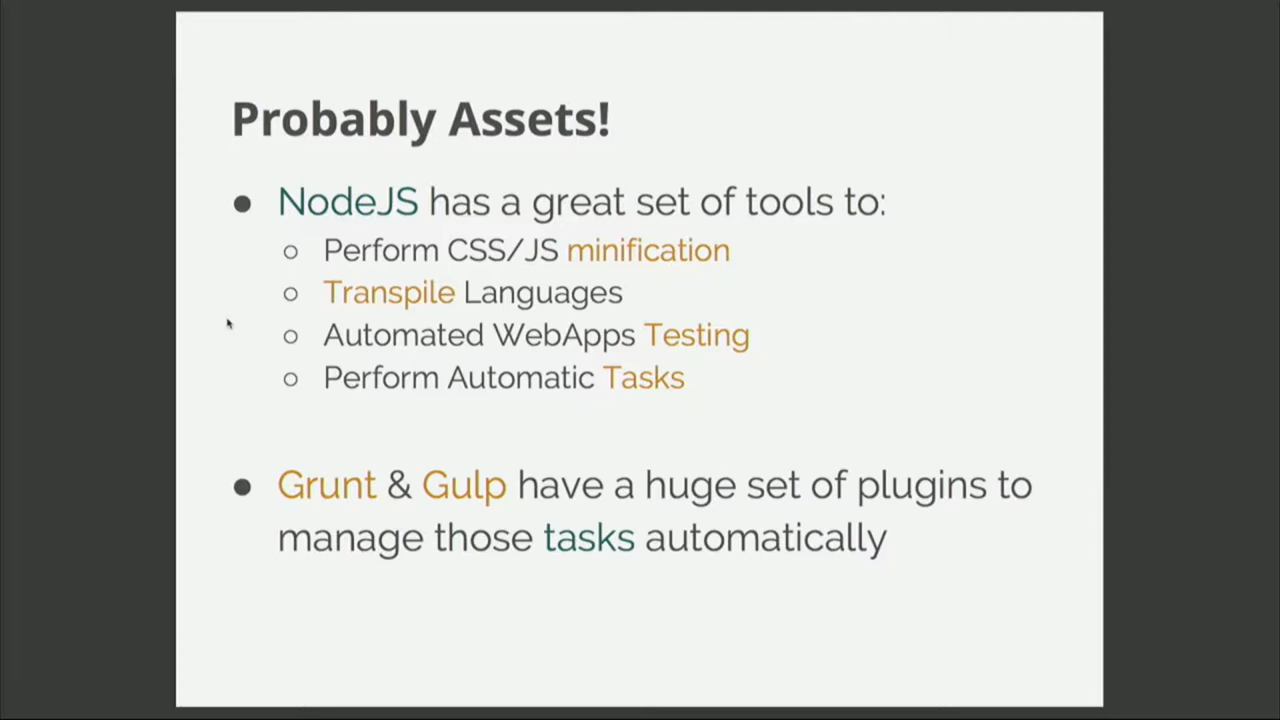 Probably Assets!
● NodeJS has a great set of tools to:
○ Perform CSS/JS minification
○ Transpile Languages
○ Automated WebApps Testing
○ Perform Automatic Tasks
● Grunt & Gulp have a huge set of plugins to
manage those tasks automatically